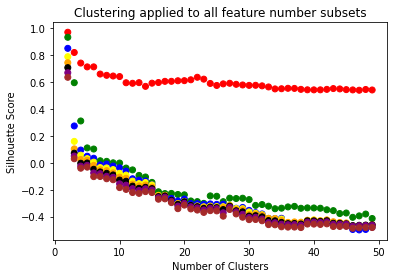 Clustering applied to all feature number subsets
Silhouette Score
1.0
0.8
0.6
0.4
0.2
0.0
−0.2
−0.4
0 10 20 30 40 50
Number of Clusters